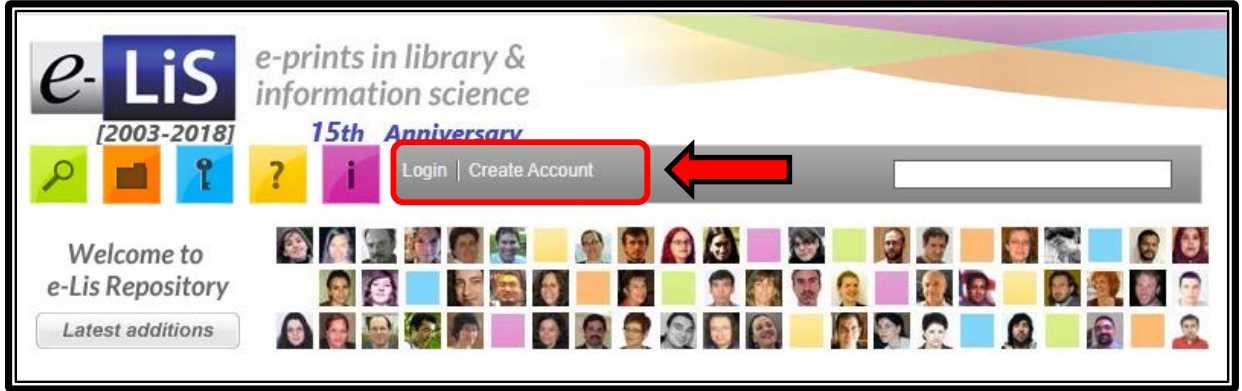 e-LiS
e-prints in library &
information science
[2003-2018] 15th Anniversary
? i Login | Create Account
Welcome to
e-Lis Repository
Latest additions